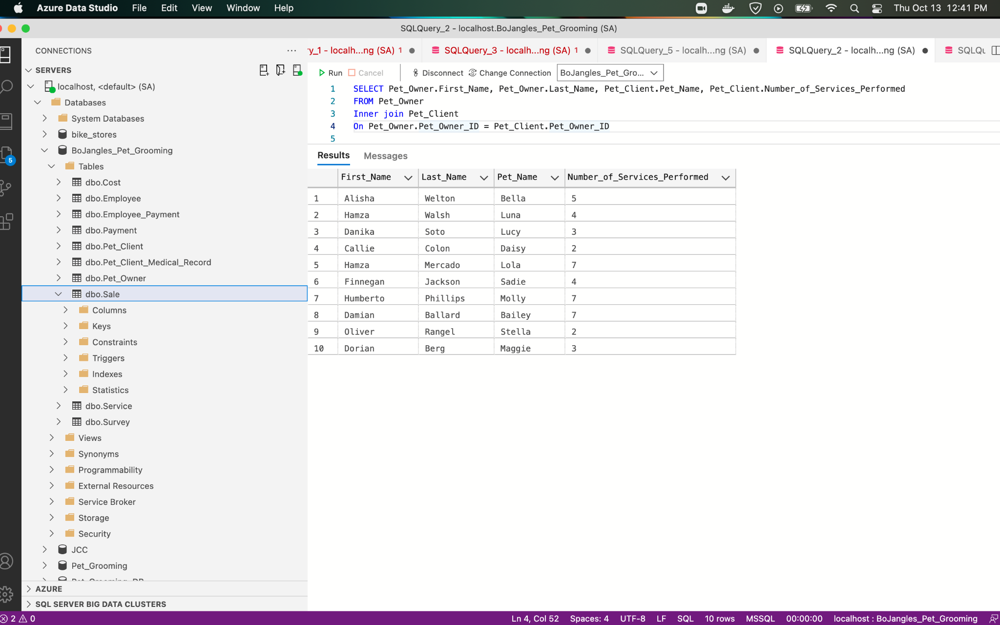 Azure Data Studio File Edit View Window Help Thu Oct 13 12:41 PM
SQLQuery_2 - localhost.BoJangles_Pet_Grooming (SA)
CONNECTIONS
SERVERS
localhost, <default> (SA)
Databases
System Databases
bike_stores
BoJangles_Pet_Grooming
Tables
dbo.Cost
dbo.Employee
dbo.Employee_Payment
dbo.Payment
dbo.Pet_Client
dbo.Pet_Client_Medical_Record
dbo.Pet_Owner
dbo.Sale
Columns
Keys
Constraints
Triggers
Indexes
Statistics
dbo.Service
dbo.Survey
Views
Synonyms
Programmability
External Resources
Service Broker
Storage
Security
JCC
Pet_Grooming
AZURE
SQL SERVER BIG DATA CLUSTERS
5
y_1 - localh...ng (SA) 1 SQLQuery_3 - localh...ng (SA) 1 SQLQuery_5 - localh...ng (SA) SQLQuery_2 - localh...ng (SA) SQLQu
Run Cancel Disconnect Change Connection BoJangles_Pet_Gro...
1 SELECT Pet_Owner.First_Name, Pet_Owner.Last_Name, Pet_Client.Pet_Name, Pet_Client.Number_of_Services_Performed
2 FROM Pet_Owner
3 Inner join Pet_Client
4 On Pet_Owner.Pet_Owner_ID = Pet_Client.Pet_Owner_ID
5
Results Messages
First_Name Last_Name Pet_Name Number_of_Services_Performed
1 Alisha Welton Bella 5
2 Hamza Walsh Luna 4
3 Danika Soto Lucy 3
4 Callie Colon Daisy 2
5 Hamza Mercado Lola 7
6 Finnegan Jackson Sadie 4
7 Humberto Phillips Molly 7
8 Damian Ballard Bailey 7
9 Oliver Rangel Stella 2
10 Dorian Berg Maggie 3
2 0 Ln 4, Col 52 Spaces: 4 UTF-8 LF SQL 10 rows MSSQL 00:00:00 localhost : BoJangles_Pet_Grooming